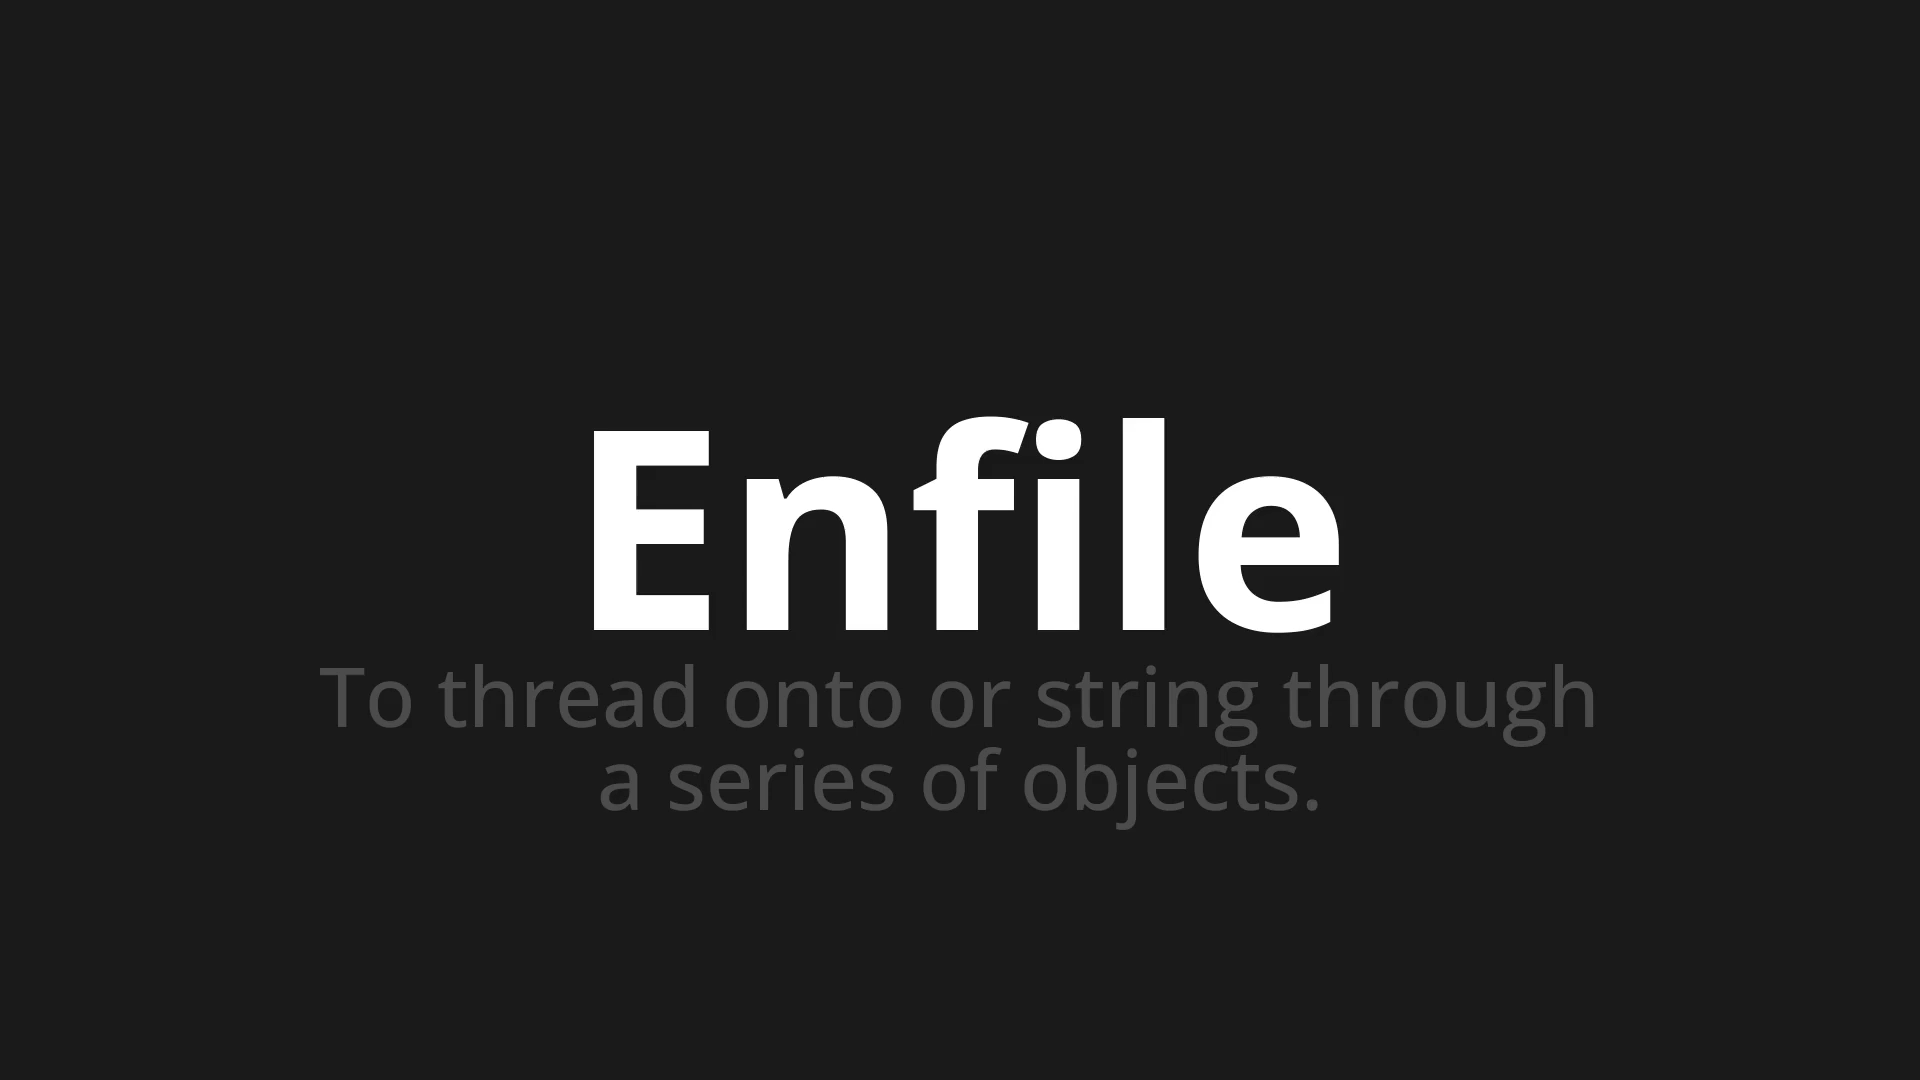 Enfile
To thread onto or string through
a series of objects.